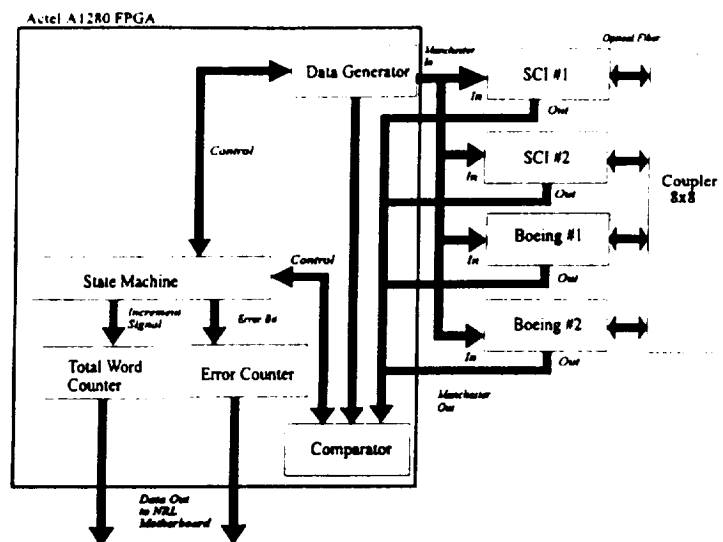 Actel A1280 FPGA
Manchester
In
Optical Fiber
Data Generator
SCI #1
In
Out
Control
SCI #2
In
Out
Coupler
8x8
Boeing #1
In
Out
Control
State Machine
Increment
Signal
Boeing #2
In
Out
Total Word
Counter
Error Counter
Manchester
Out
Comparator
Data Out
to NRL
Motherboard